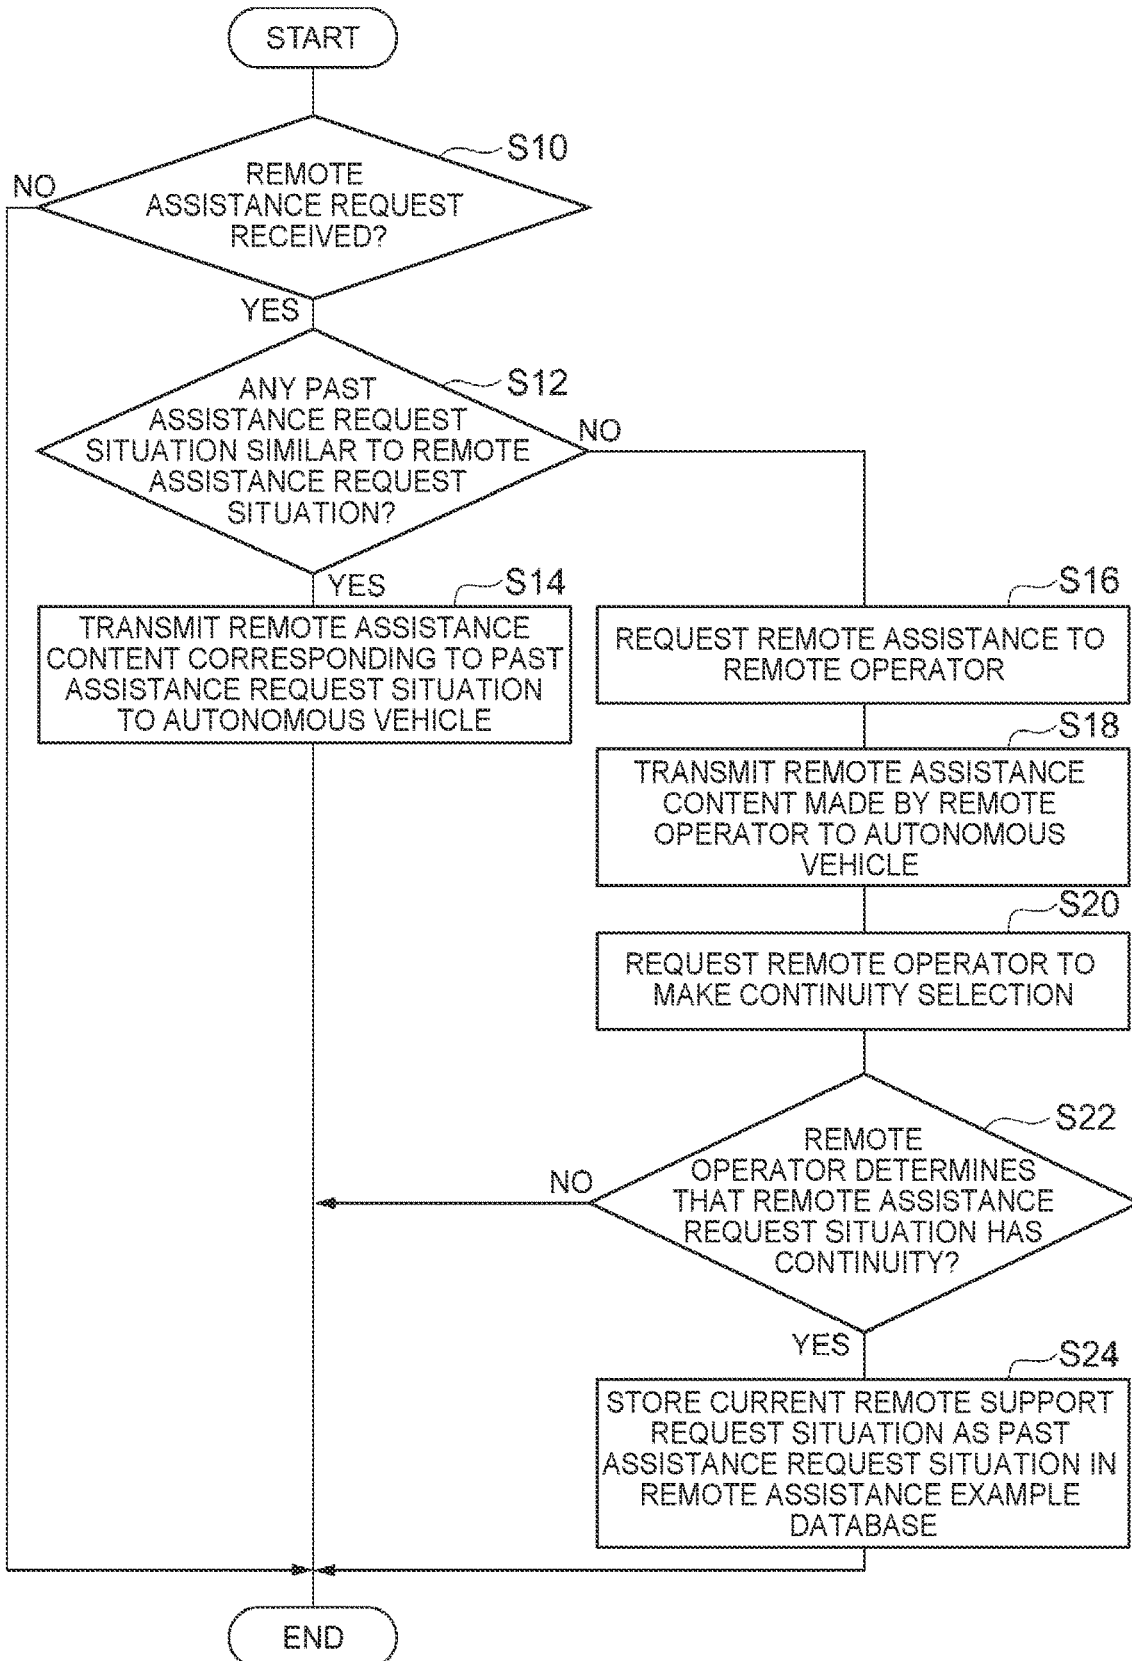 START
S10
REMOTE
ASSISTANCE REQUEST
RECEIVED?
NO
YES
S12
ANY PAST
ASSISTANCE REQUEST
SITUATION SIMILAR TO REMOTE
ASSISTANCE REQUEST
SITUATION?
NO
YES
S14
TRANSMIT REMOTE ASSISTANCE
CONTENT CORRESPONDING TO PAST
ASSISTANCE REQUEST SITUATION
TO AUTONOMOUS VEHICLE
S16
REQUEST REMOTE ASSISTANCE TO
REMOTE OPERATOR
S18
TRANSMIT REMOTE ASSISTANCE
CONTENT MADE BY REMOTE
OPERATOR TO AUTONOMOUS
VEHICLE
S20
REQUEST REMOTE OPERATOR TO
MAKE CONTINUITY SELECTION
S22
REMOTE
OPERATOR DETERMINES
THAT REMOTE ASSISTANCE
REQUEST SITUATION HAS
CONTINUITY?
NO
YES
S24
STORE CURRENT REMOTE SUPPORT
REQUEST SITUATION AS PAST
ASSISTANCE REQUEST SITUATION IN
REMOTE ASSISTANCE EXAMPLE
DATABASE
END